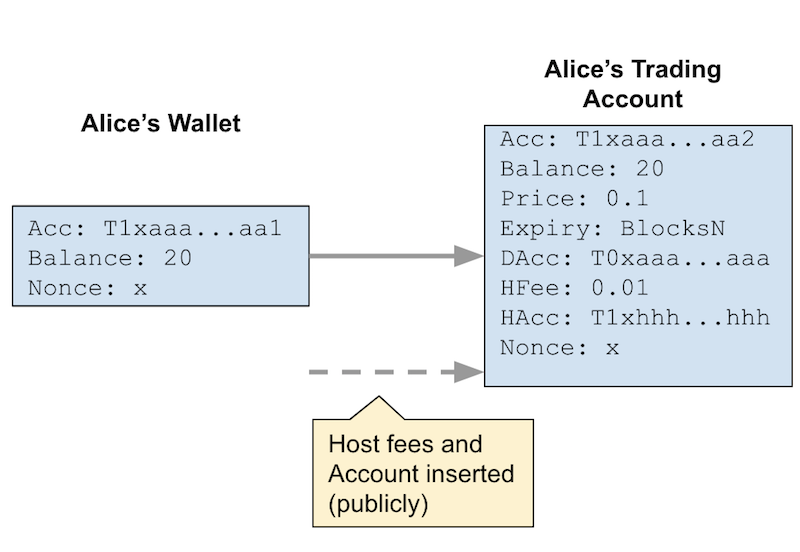 Alice’s Wallet
Acc: T1xaaa...aa1
Balance: 20
Nonce: x
Alice’s Trading
Account
Acc: T1xaaa...aa2
Balance: 20
Price: 0.1
Expiry: BlocksN
DAcc: T0xaaa...aaa
HFee: 0.01
HAcc: T1xhhh...hhh
Nonce: x
Host fees and
Account inserted
(publicly)